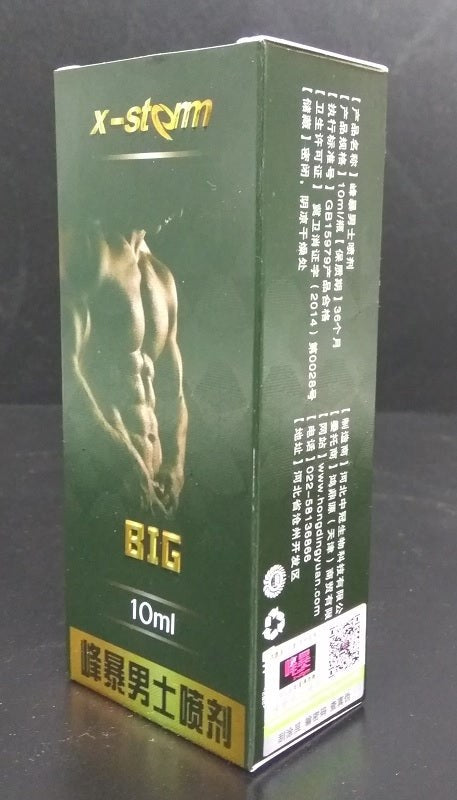 x-storm
BIG
10ml
峰暴男士喷剂
【产品名称】峰暴男士喷剂
【产品规格】10ml/瓶【保质期】36个月
【执行标准号】GB15979产品合格
【卫生许可证】冀卫消证字（2014）第0028号
【储藏】密闭，阴凉干燥处
【制造商】河北中冠生物科技有限公
【委托商】鸿鼎源（天津）商贸有限
【网站】www.hongdingyuan.com
【电话】022-58136866
【地址】河北省沧州开发区
峰暴